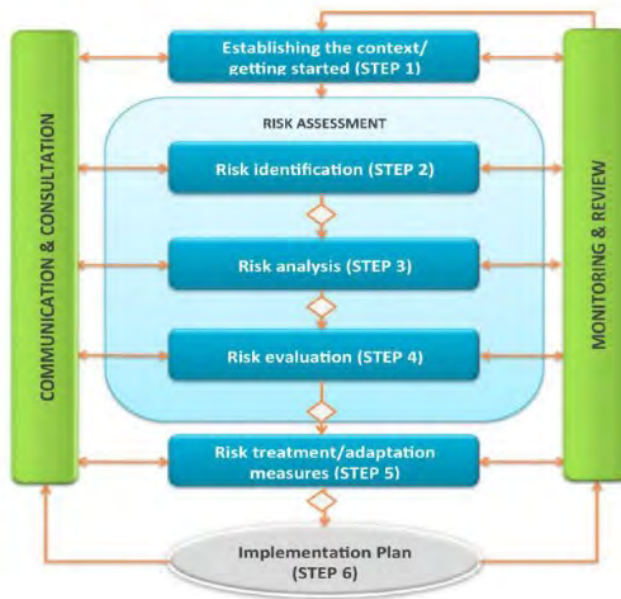 Establishing the context/
getting started (STEP 1)
RISK ASSESSMENT
Risk identification (STEP 2)
Risk analysis (STEP 3)
Risk evaluation (STEP 4)
Risk treatment/adaptation
measures (STEP 5)
Implementation Plan
(STEP 6)
COMMUNICATION & CONSULTATION
MONITORING & REVIEW